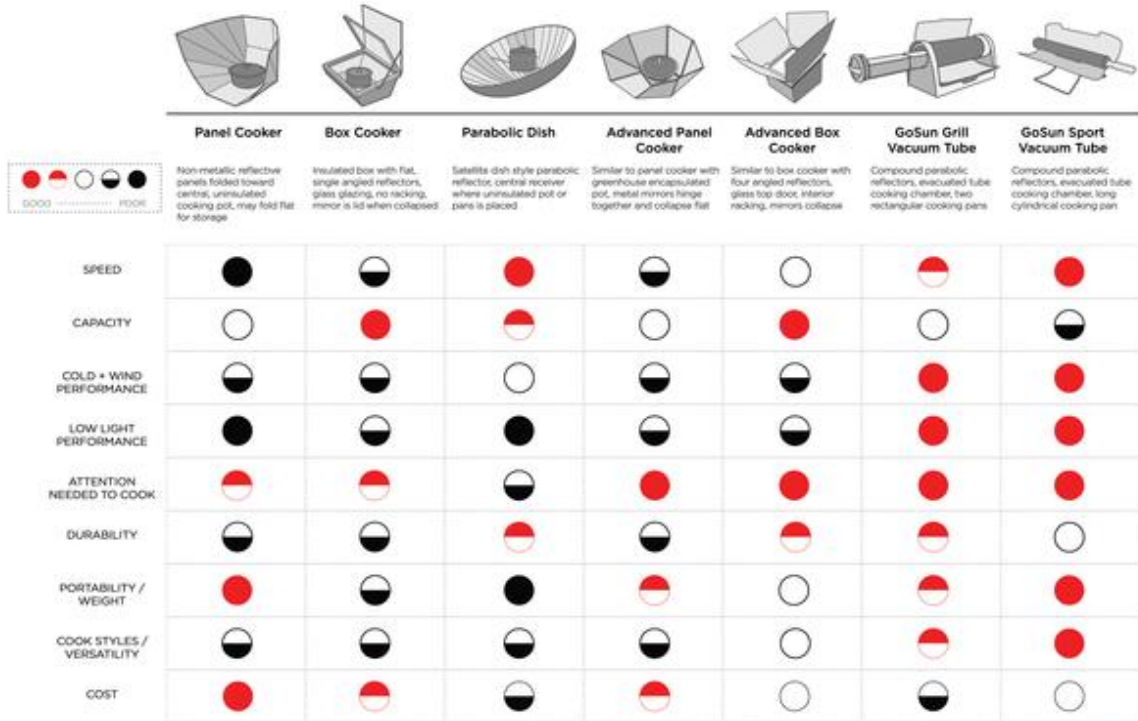 Panel Cooker
Non-metallic reflective
panels folded toward
central, uninsulated
cooking pot, may fold flat
for storage
Box Cooker
Insulated box with flat,
single angled reflectors,
glass glazing, no racking,
mirror is lid when collapsed
Parabolic Dish
Satellite dish style parabolic
reflector, central receiver
where uninsulated pot or
pans is placed
Advanced Panel
Cooker
Similar to panel cooker with
greenhouse encapsulated
pot, metal mirrors hinge
together and collapse flat
Advanced Box
Cooker
Similar to box cooker with
four angled reflectors,
glass top door, interior
racking, mirrors collapse
GoSun Grill
Vacuum Tube
Compound parabolic
reflectors, evacuated tube
cooking chamber, two
rectangular cooking pans
GoSun Sport
Vacuum Tube
Compound parabolic
reflectors, evacuated tube
cooking chamber, long
cylindrical cooking pan
GOOD POOR
SPEED
CAPACITY
COLD + WIND
PERFORMANCE
LOW LIGHT
PERFORMANCE
ATTENTION
NEEDED TO COOK
DURABILITY
PORTABILITY /
WEIGHT
COOK STYLES /
VERSATILITY
COST